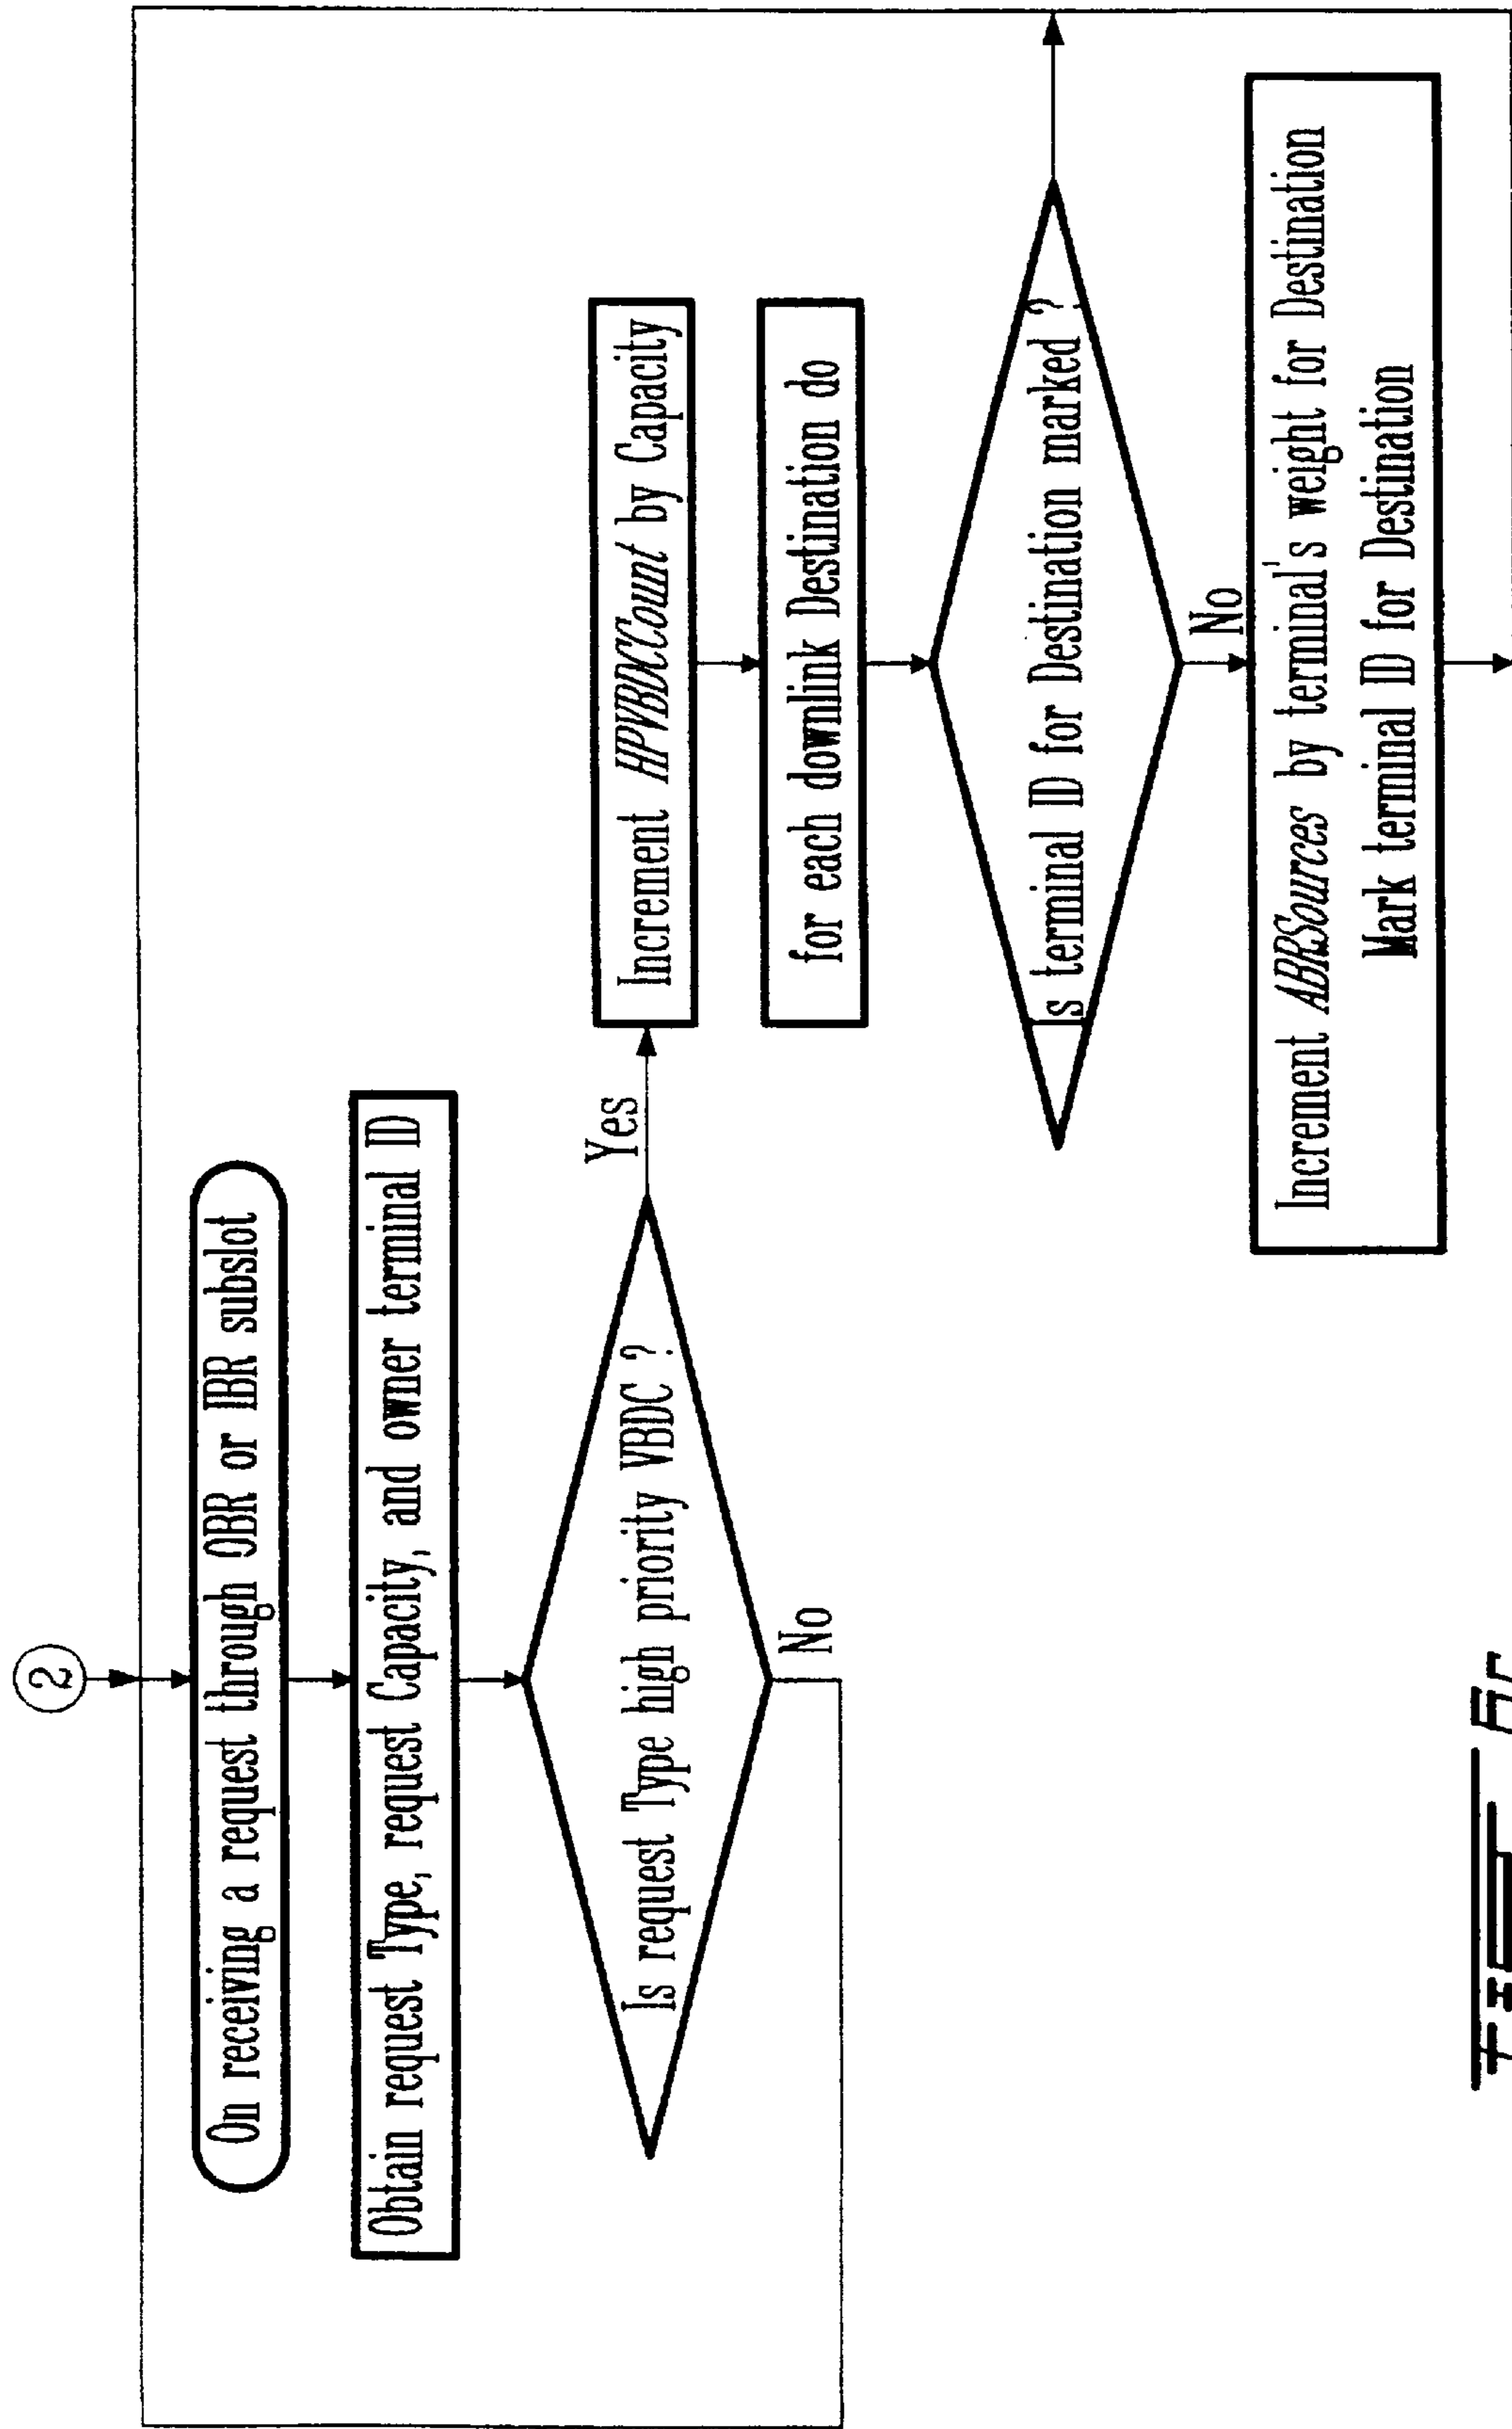 2
On receiving a request through OBR or IBR subslot
Obtain request Type, request Capacity, and owner terminal ID
Is request Type high priority VBDC ?
Yes
No
Increment HPVBDCCount by Capacity
for each downlink Destination do
Is terminal ID for Destination marked ?
No
Increment ABRSources by terminal's weight for Destination
Mark terminal ID for Destination